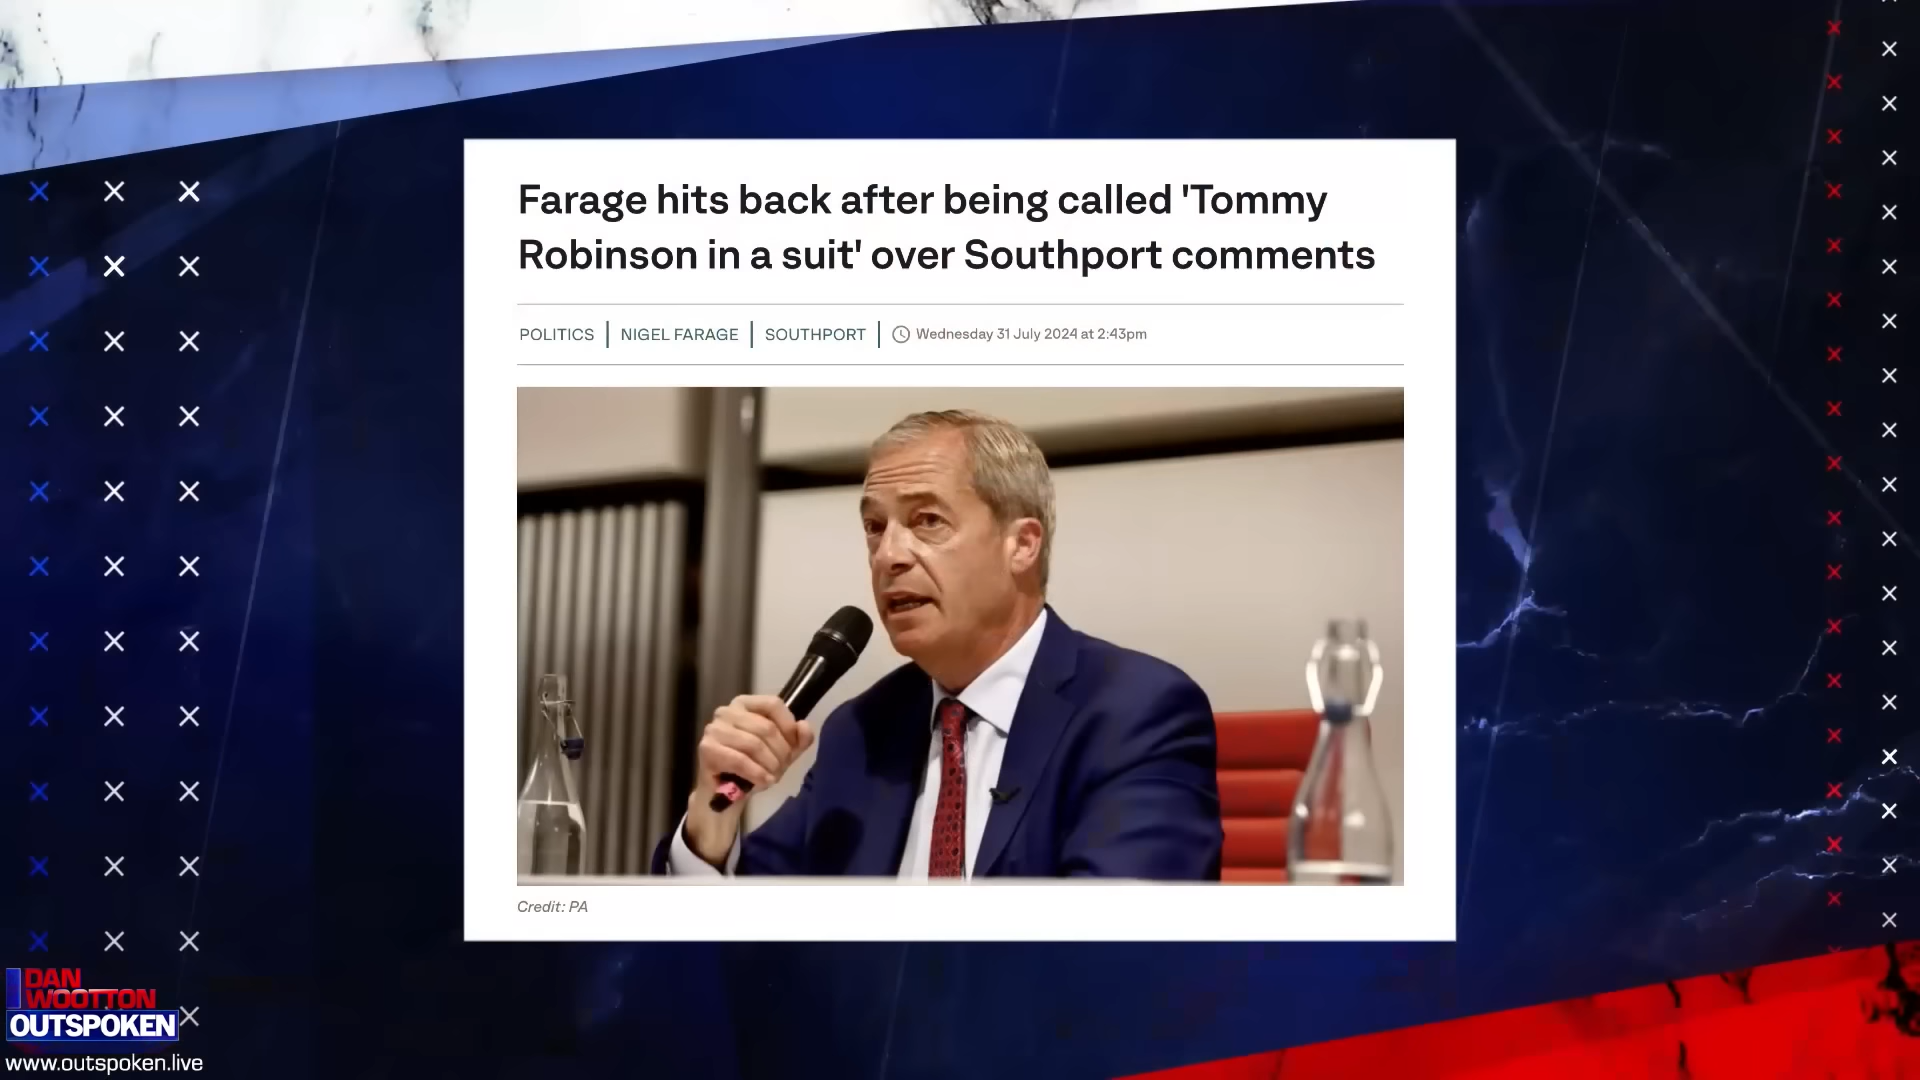 Farage hits back after being called 'Tommy
Robinson in a suit' over Southport comments
POLITICS | NIGEL FARAGE | SOUTHPORT | Wednesday 31 July 2024 at 2:43pm
Credit: PA
DAN
WOOTTON
OUTSPOKEN
www.outspoken.live